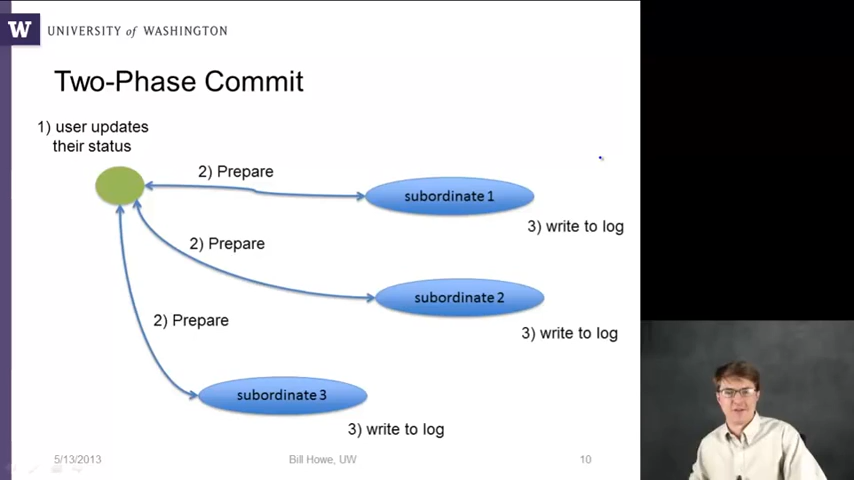 W UNIVERSITY of WASHINGTON
Two-Phase Commit
1) user updates
their status
2) Prepare
subordinate 1
3) write to log
2) Prepare
subordinate 2
2) Prepare
3) write to log
subordinate 3
3) write to log
5/13/2013
Bill Howe, UW
10